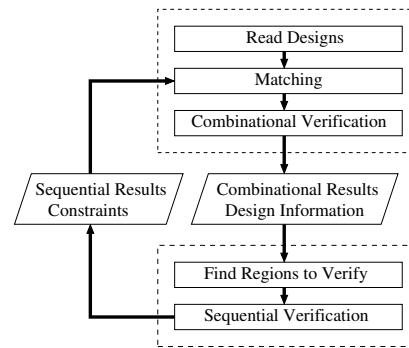 Read Designs
Matching
Combinational Verification
Sequential Results
Constraints
Combinational Results
Design Information
Find Regions to Verify
Sequential Verification